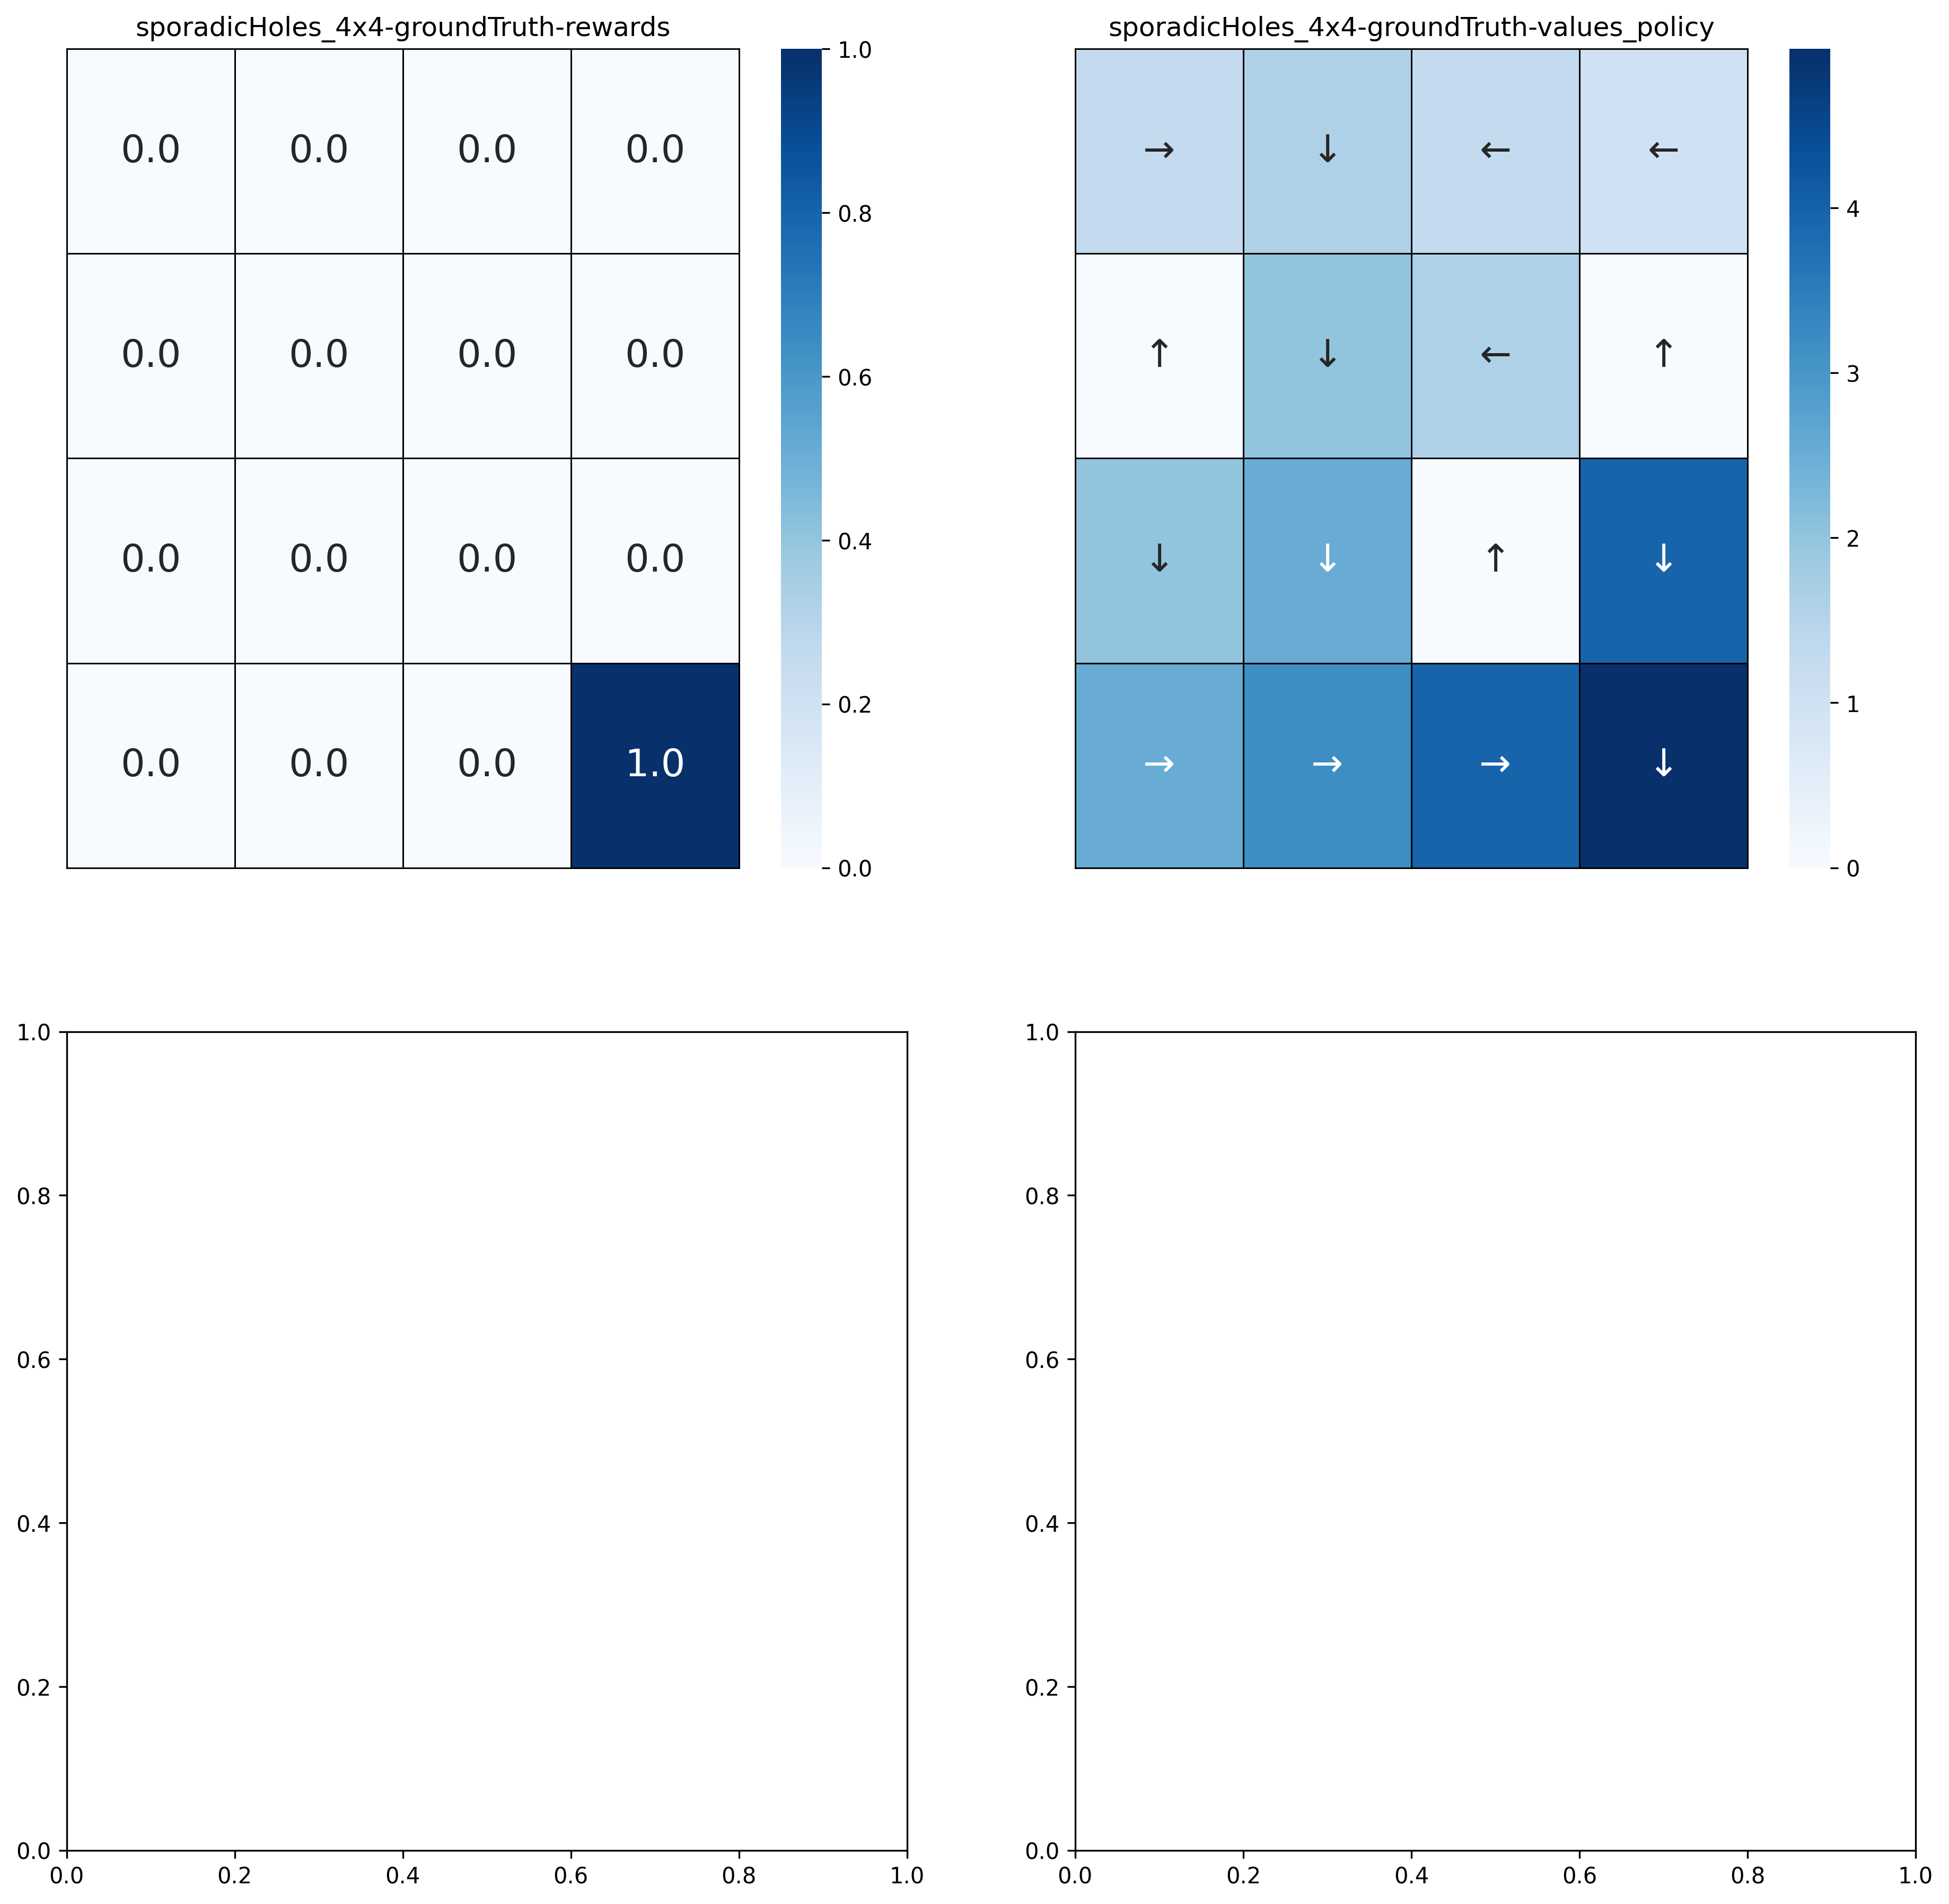 sporadicHoles_4x4-groundTruth-rewards
0.0 0.0 0.0 0.0
0.0 0.0 0.0 0.0
0.0 0.0 0.0 0.0
0.0 0.0 0.0 1.0
1.0
0.8
0.6
0.4
0.2
0.0
sporadicHoles_4x4-groundTruth-values_policy
→ ↓ ← ←
↑ ↓ ← ↑
↓ ↓ ↑ ↓
→ → → ↓
4
3
2
1
0
1.0
0.8
0.6
0.4
0.2
0.0
0.0 0.2 0.4 0.6 0.8 1.0
1.0
0.8
0.6
0.4
0.2
0.0
0.0 0.2 0.4 0.6 0.8 1.0